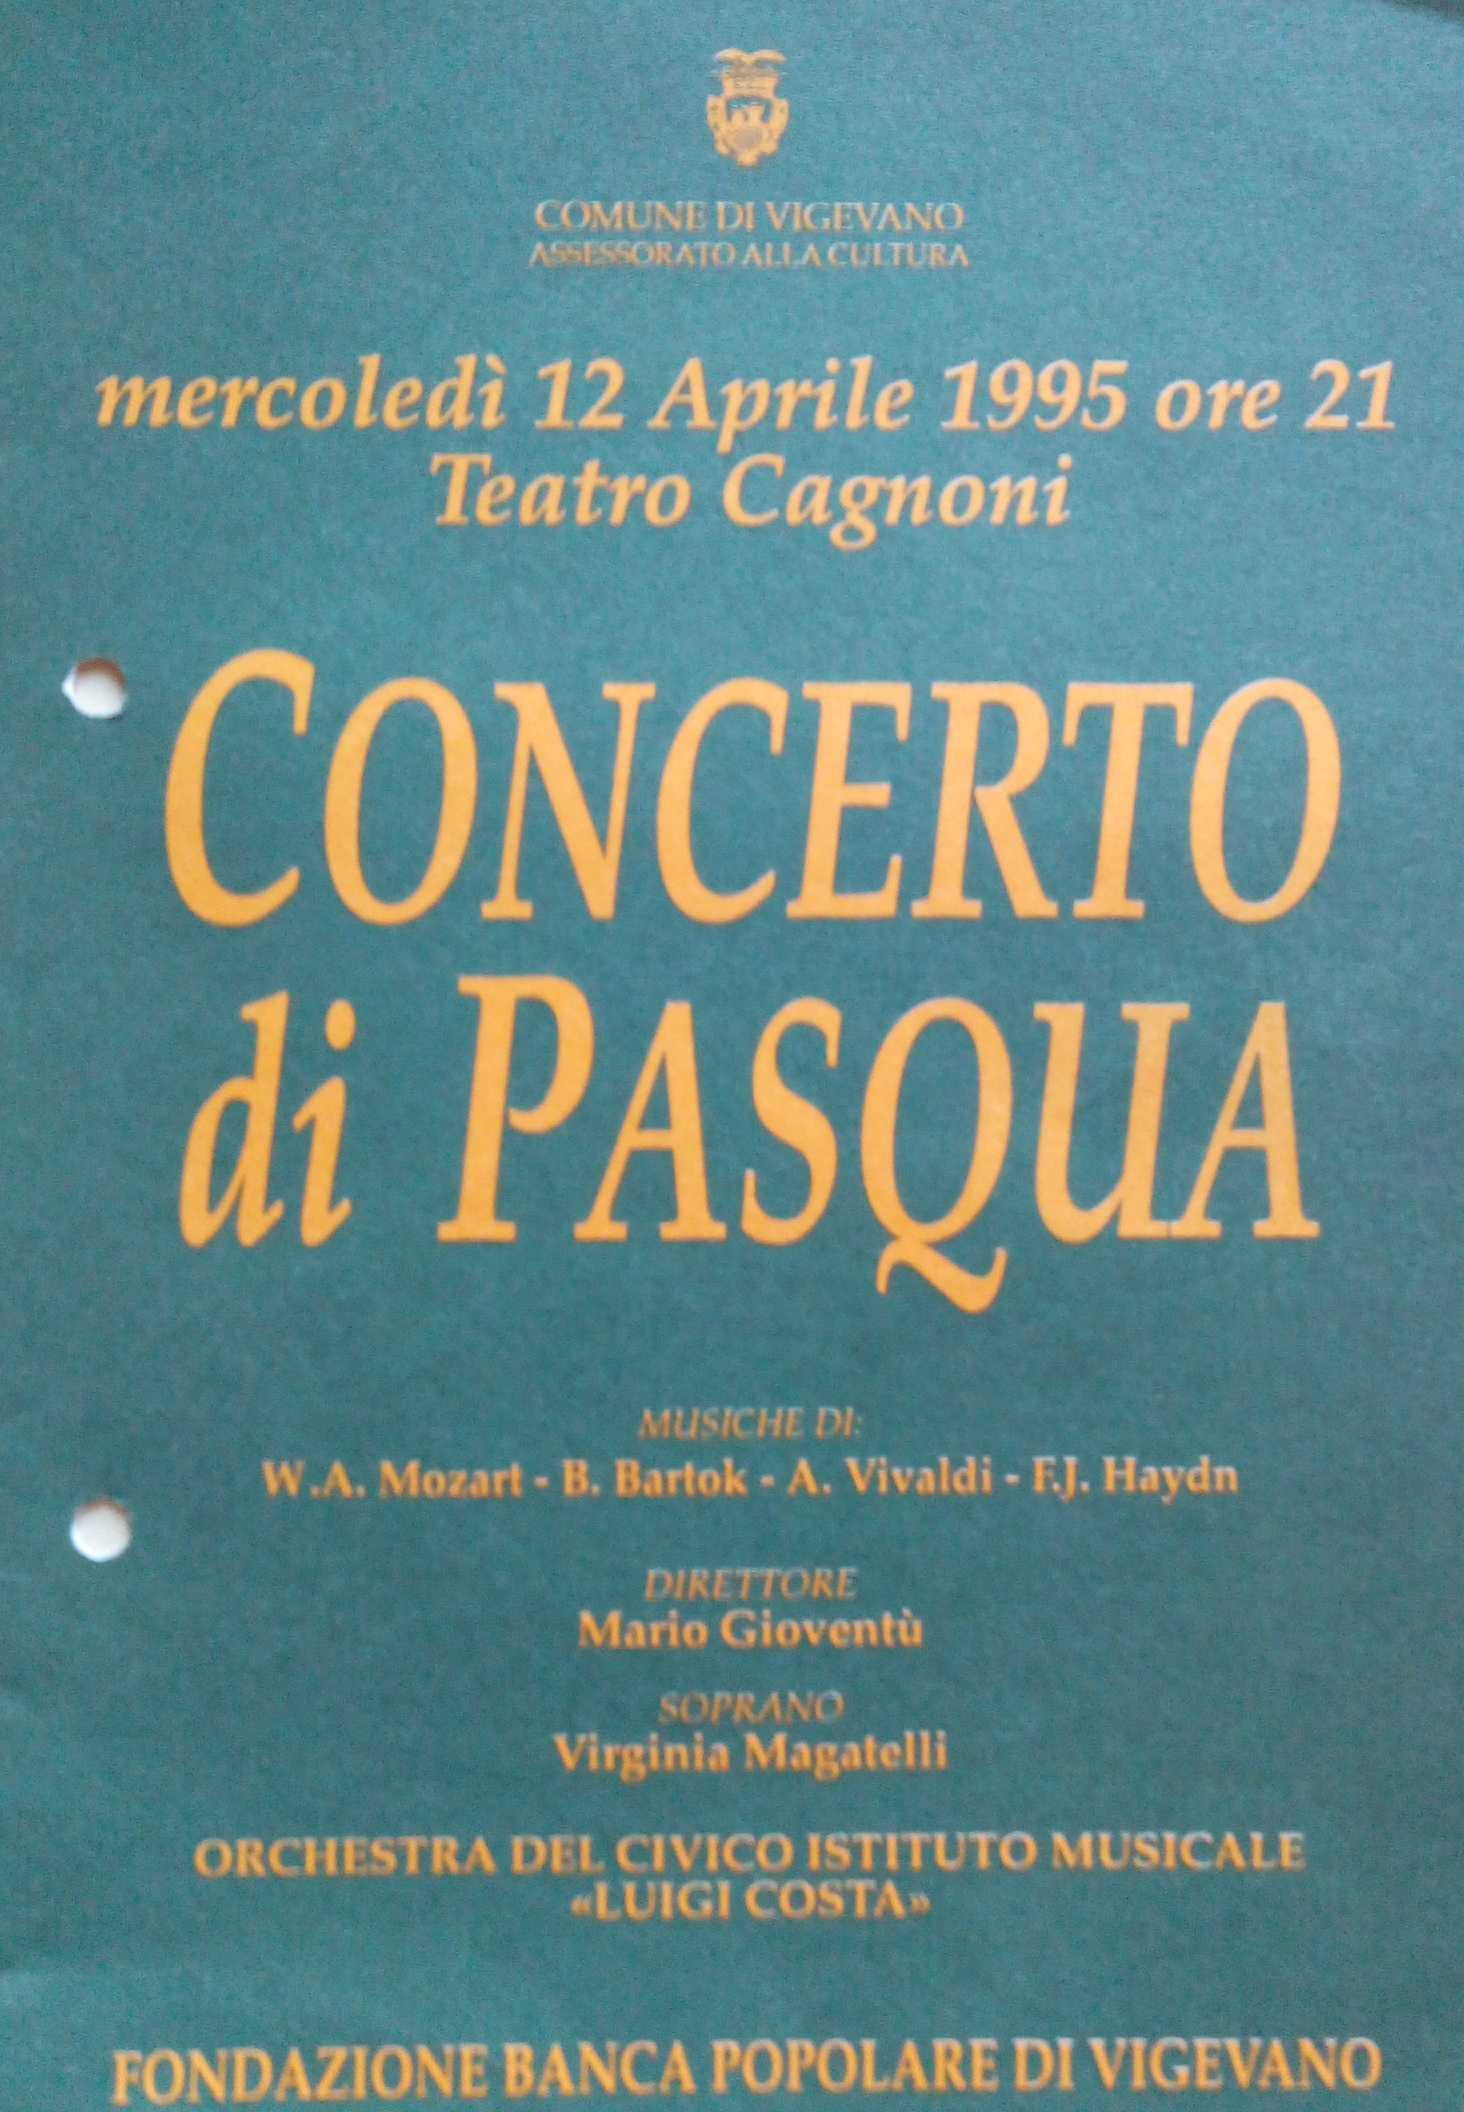 COMUNE DI VIGEVANO
ASSESSORATO ALLA CULTURA
mercoledì 12 Aprile 1995 ore 21
Teatro Cagnoni
CONCERTO
di PASQUA
MUSICHE DI:
W.A. Mozart - B. Bartok - A. Vivaldi - F.J. Haydn
DIRETTORE
Mario Gioventù
SOPRANO
Virginia Magatelli
ORCHESTRA DEL CIVICO ISTITUTO MUSICALE
«LUIGI COSTA»
FONDAZIONE BANCA POPOLARE DI VIGEVANO